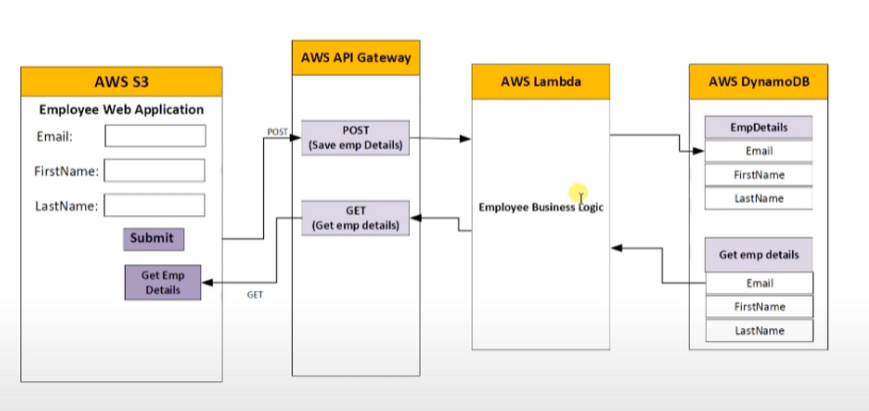 AWS S3
Employee Web Application
Email:
FirstName:
LastName:
Submit
Get Emp
Details
POST
GET
AWS API Gateway
POST
(Save emp Details)
GET
(Get emp details)
AWS Lambda
Employee Business Logic
AWS DynamoDB
EmpDetails
Email
FirstName
LastName
Get emp details
Email
FirstName
LastName